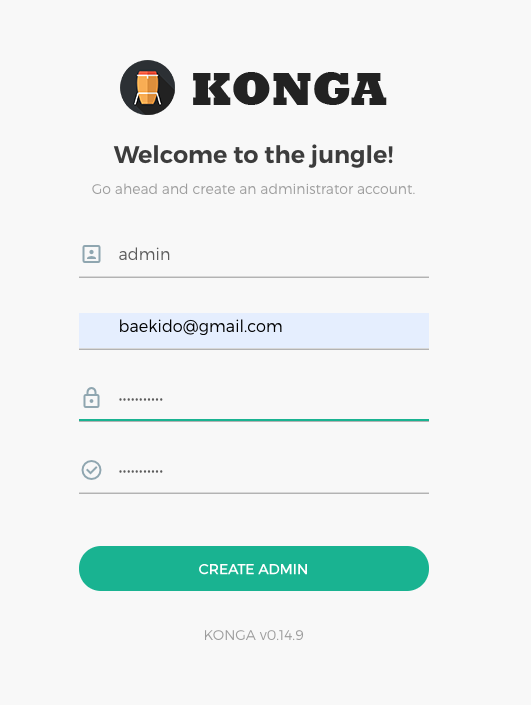 KONGA
Welcome to the jungle!
Go ahead and create an administrator account.
admin
baekido@gmail.com
•••••••••••
•••••••••••
CREATE ADMIN
KONGA v0.14.9